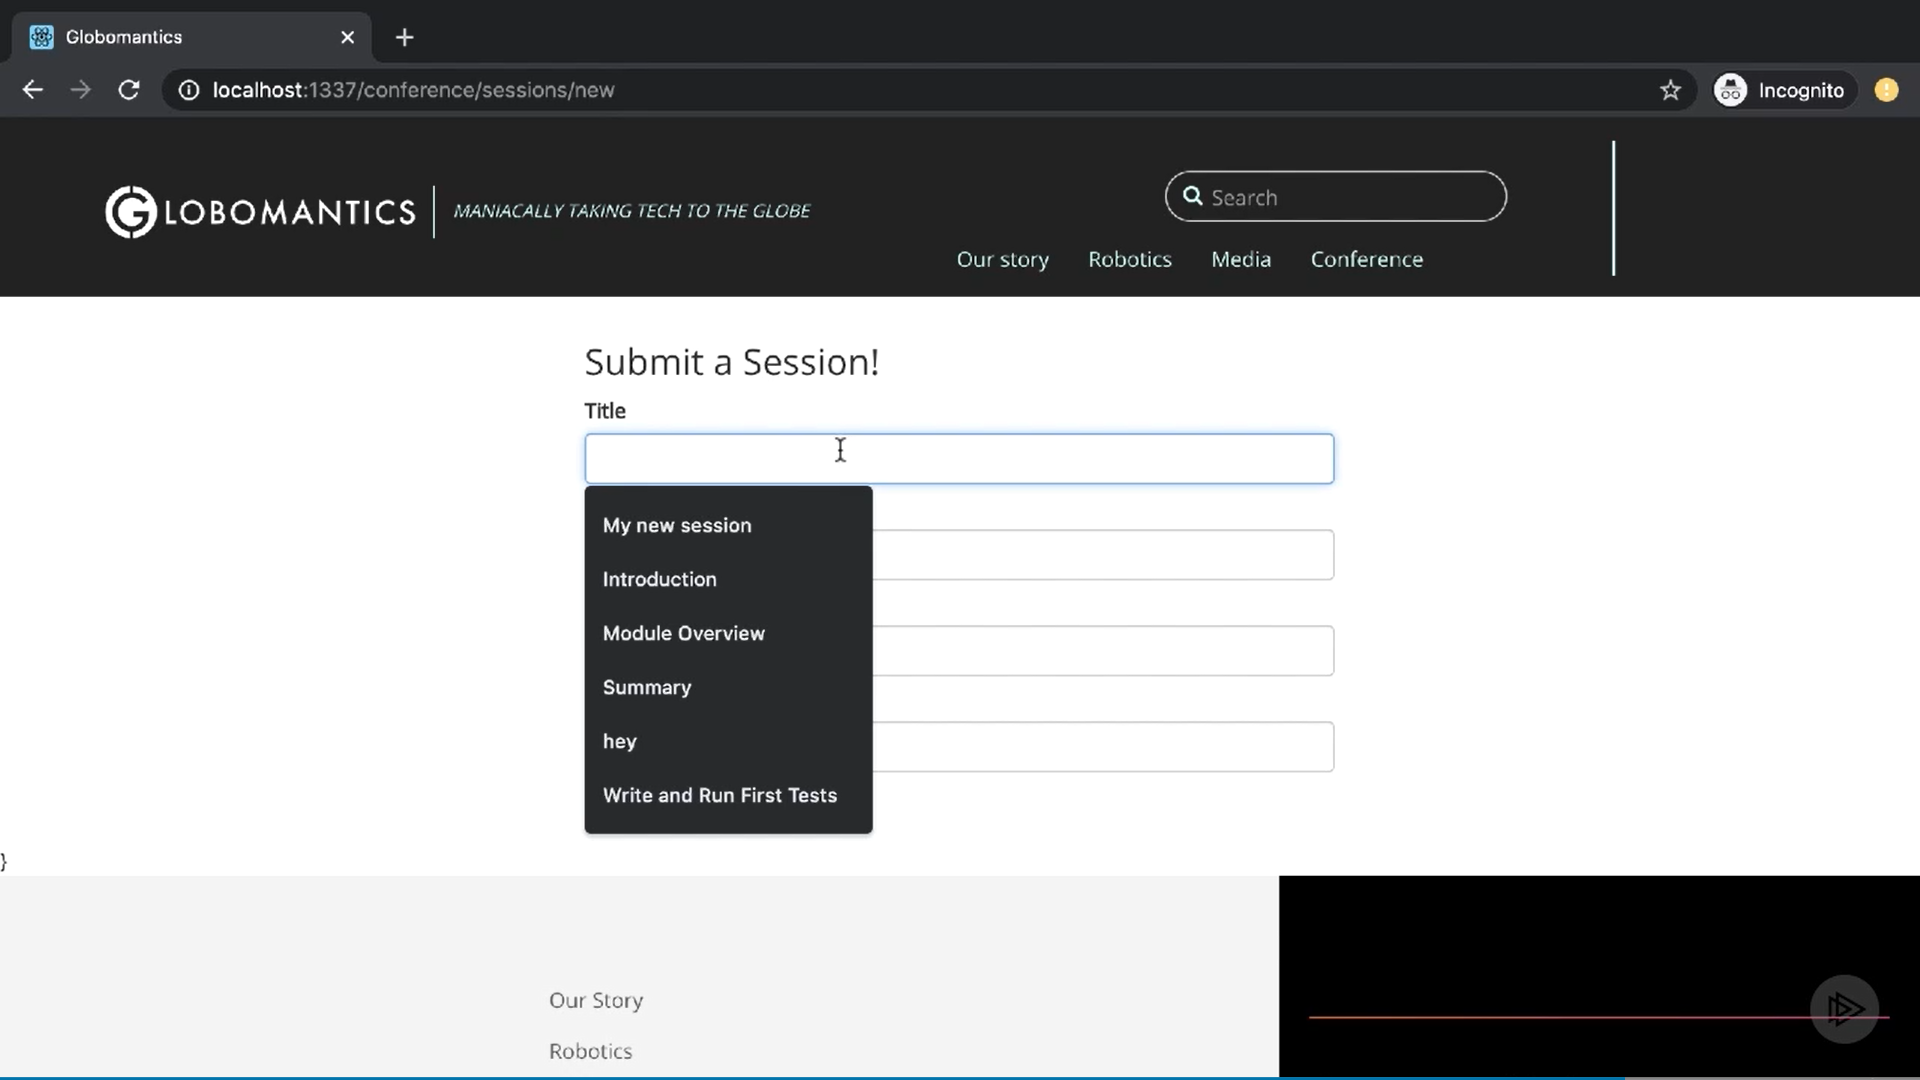 Globomantics
localhost:1337/conference/sessions/new
Incognito
GLOBOMANTICS
MANIACALLY TAKING TECH TO THE GLOBE
Search
Our story Robotics Media Conference
Submit a Session!
Title
My new session
Introduction
Module Overview
Summary
hey
Write and Run First Tests
}
Our Story
Robotics